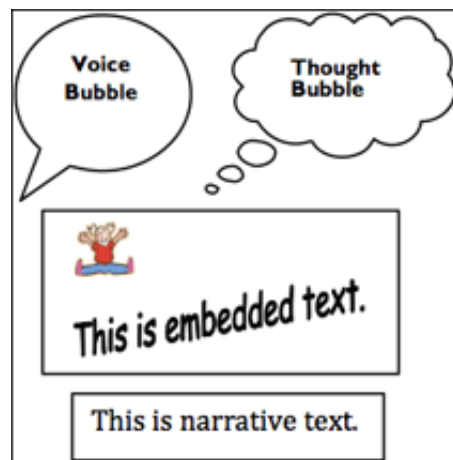 Voice
Bubble
Thought
Bubble
This is embedded text.
This is narrative text.